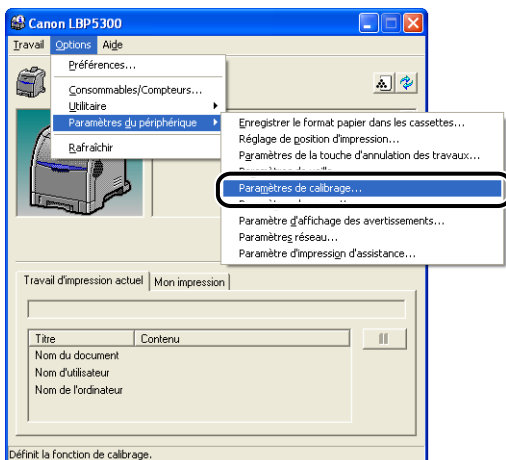 Canon LBP5300
Travail Options Aide
Préférences...
Consommables/Compteurs...
Utilitaire
Paramètres du périphérique
Rafraîchir
Enregistrer le format papier dans les cassettes...
Réglage de position d'impression...
Paramètres de la touche d'annulation des travaux...
Paramètres de calibrage...
Paramètre d'affichage des avertissements...
Paramètres réseau...
Paramètre d'impression d'assistance...
Travail d'impression actuel Mon impression
Titre Contenu
Nom du document
Nom d'utilisateur
Nom de l'ordinateur
Définit la fonction de calibrage.